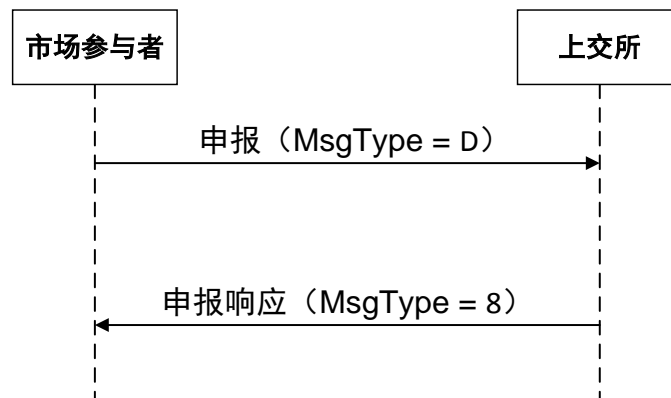 市场参与者
上交所
申报（MsgType = D）
申报响应（MsgType = 8）